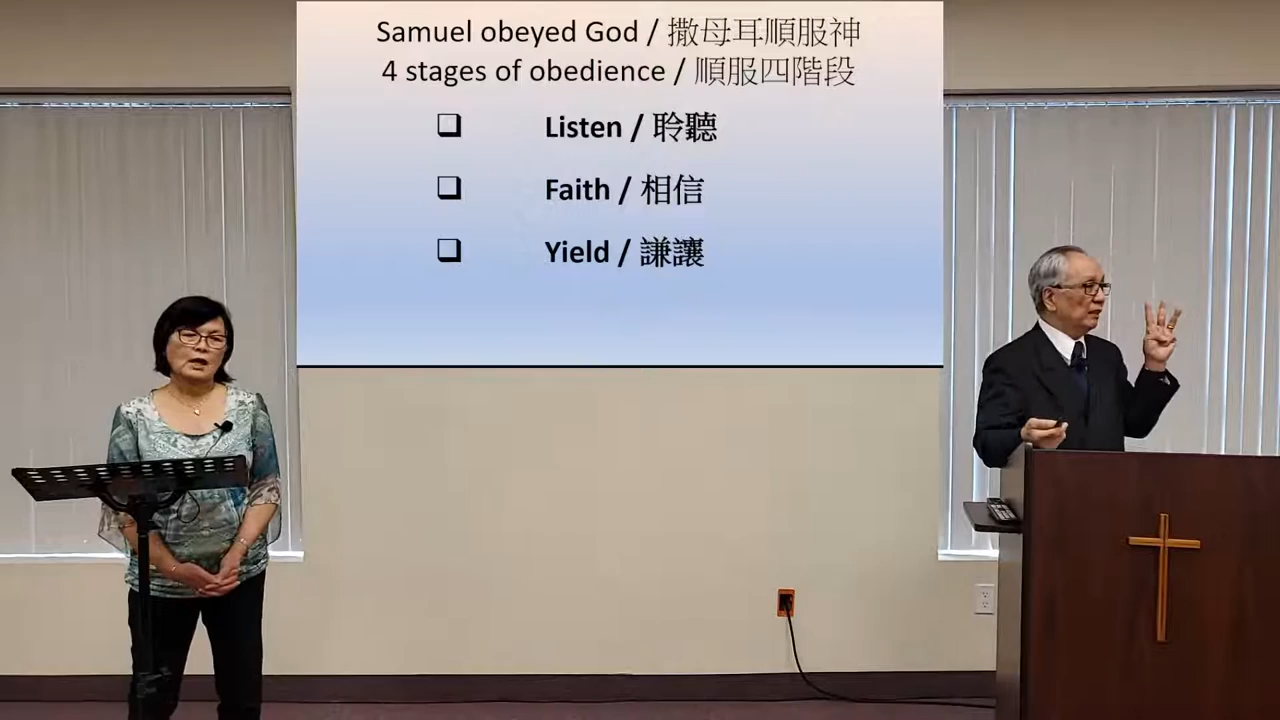 Samuel obeyed God / 撒母耳順服神
4 stages of obedience / 順服四階段
❑ Listen / 聆聽
❑ Faith / 相信
❑ Yield / 謙讓